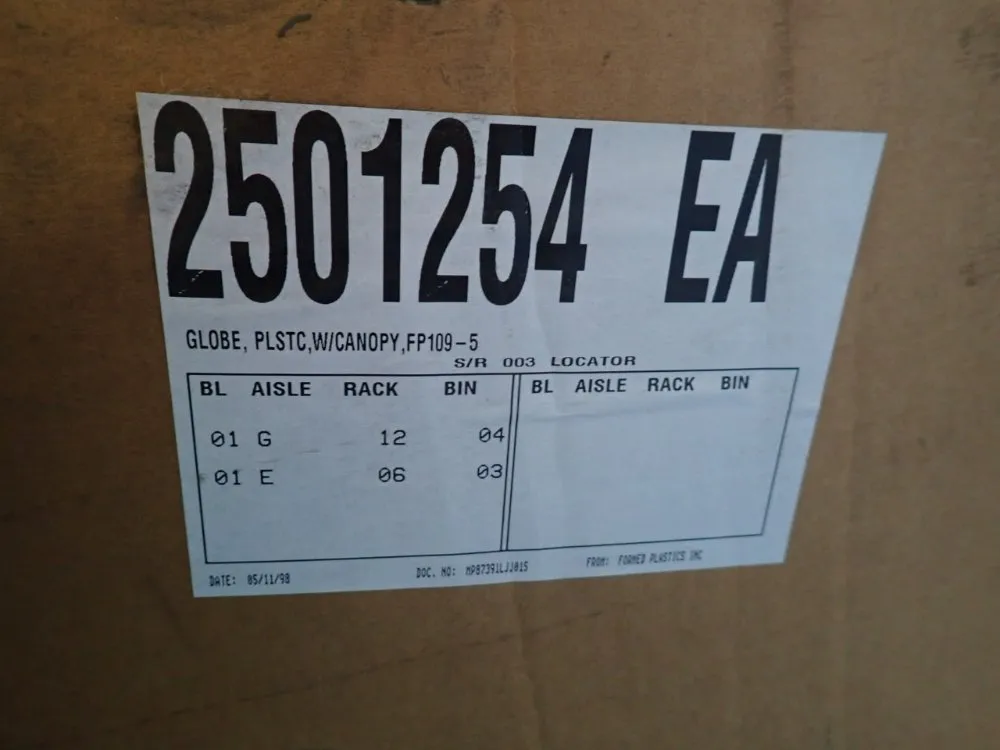 2501254 EA
GLOBE, PLSTC,W/CANOPY,FP109-5
S/R 003 LOCATOR
BL AISLE RACK BIN BL AISLE RACK BIN
01 G 12 04
01 E 06 03
DATE: 05/11/98 DOC. NO: MP87391LJJ015 FROM: FORMED PLASTICS INC